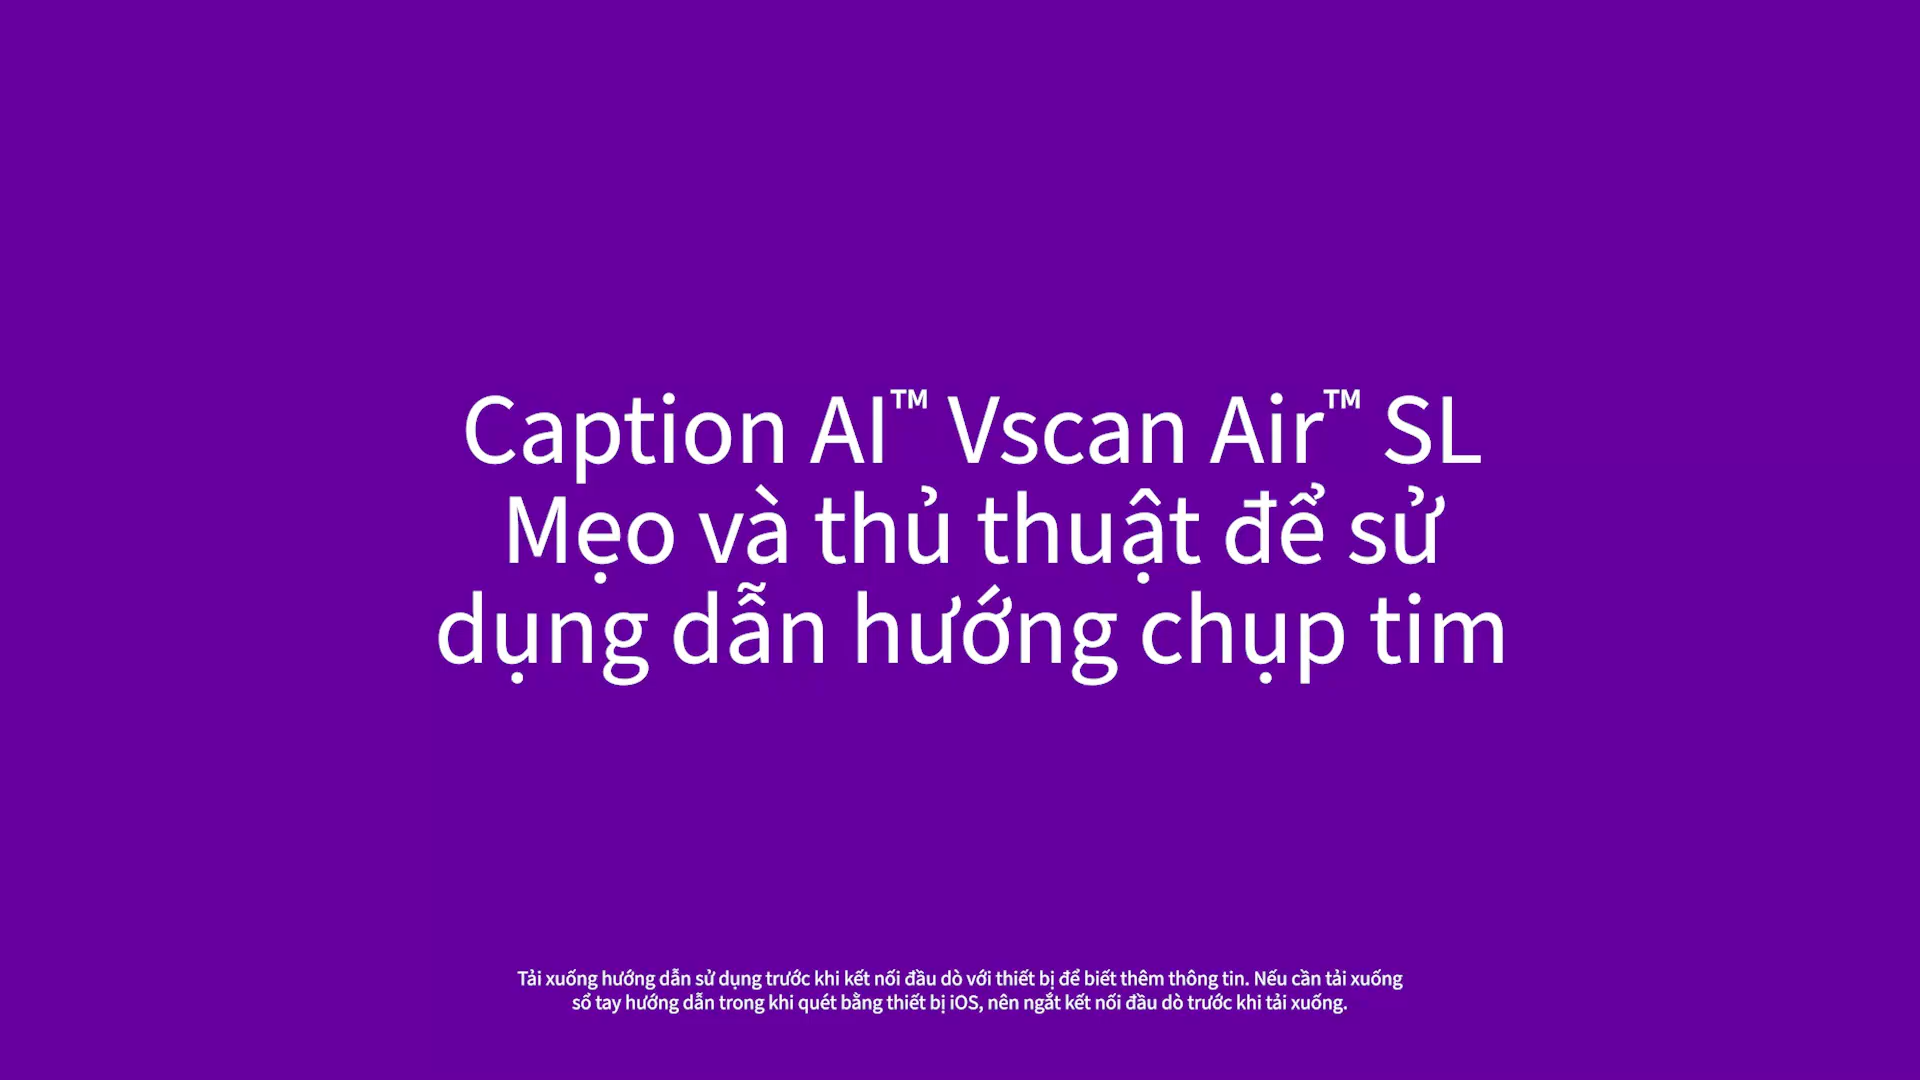 Caption AI™ Vscan Air™ SL
Mẹo và thủ thuật để sử
dụng dẫn hướng chụp tim
Tải xuống hướng dẫn sử dụng trước khi kết nối đầu dò với thiết bị để biết thêm thông tin. Nếu cần tải xuống
sổ tay hướng dẫn trong khi quét bằng thiết bị iOS, nên ngắt kết nối đầu dò trước khi tải xuống.